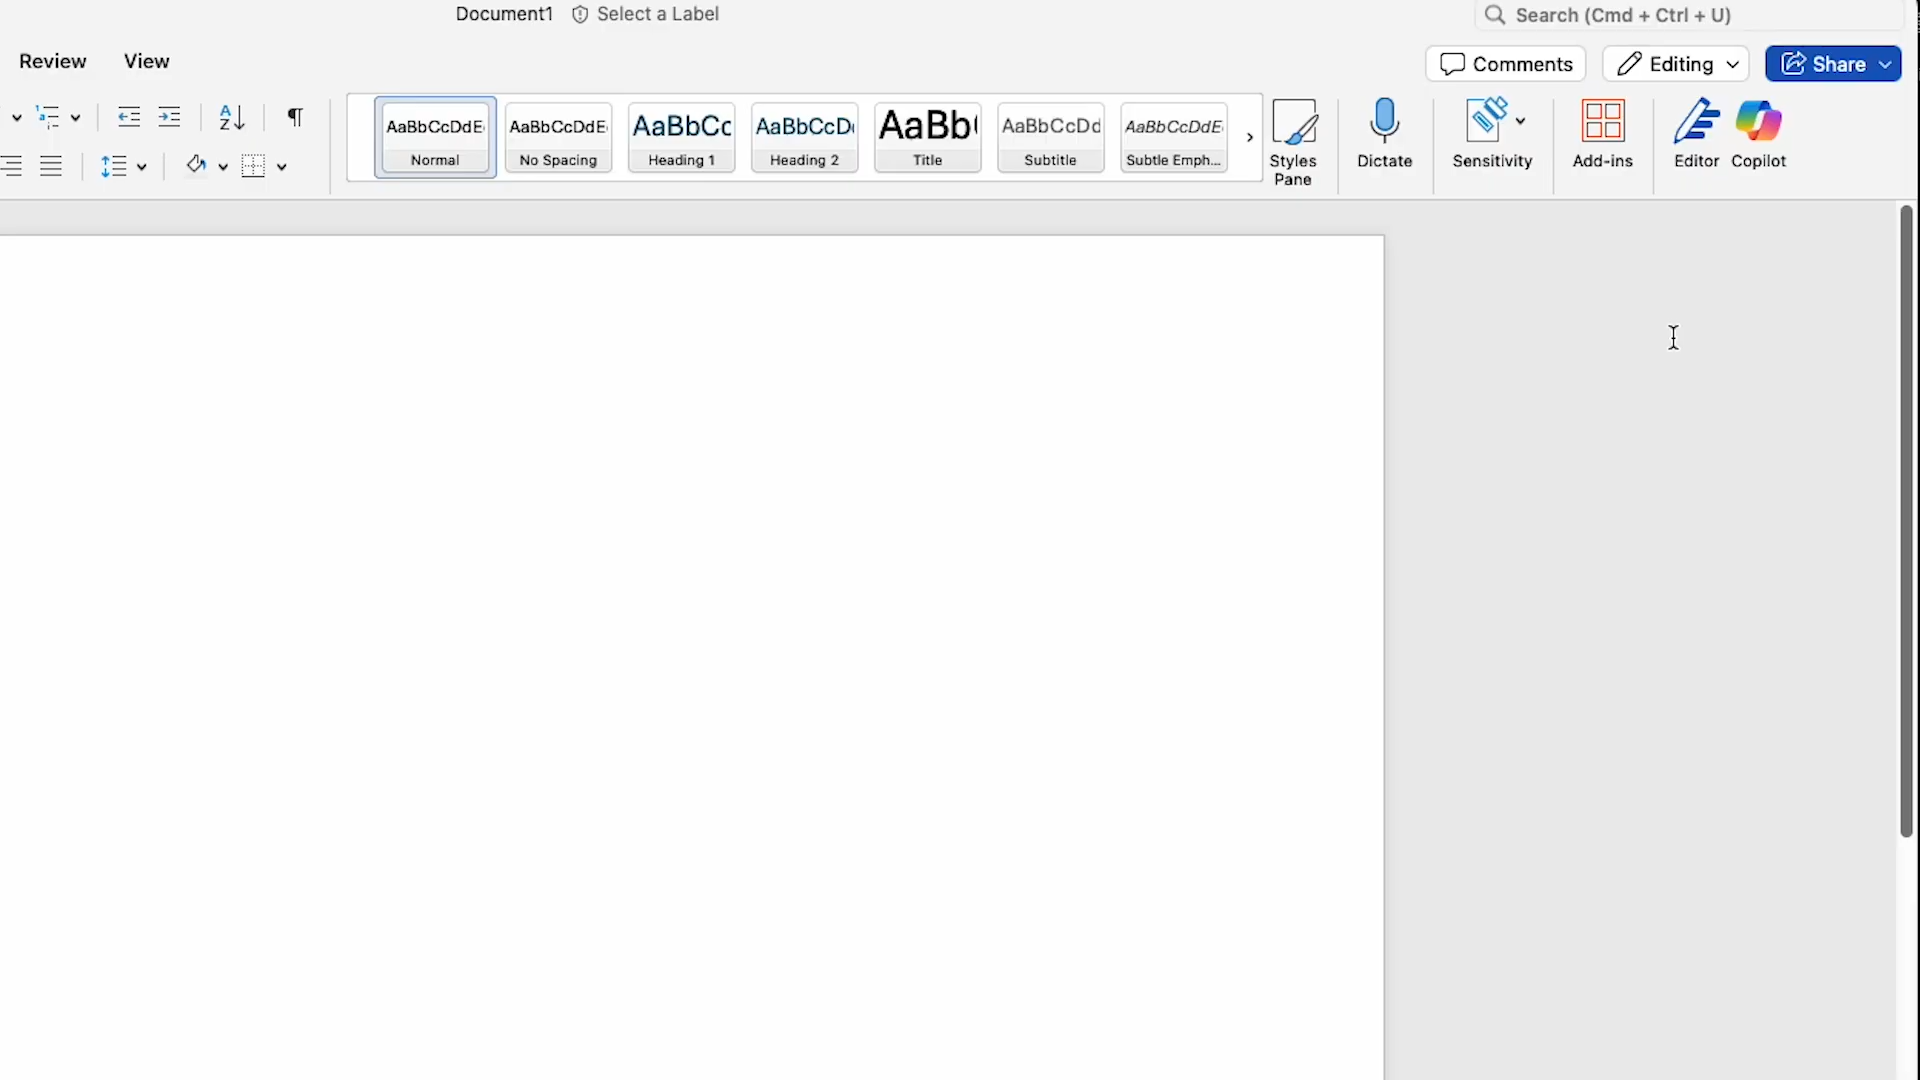 Document1 Select a Label
Search (Cmd + Ctrl + U)
Review View
Comments Editing Share
AaBbCcDdE AaBbCcDdE AaBbCc AaBbCcD AaBb AaBbCcDd AaBbCcDdE
Normal No Spacing Heading 1 Heading 2 Title Subtitle Subtle Emph...
Styles
Pane
Dictate Sensitivity Add-ins Editor Copilot